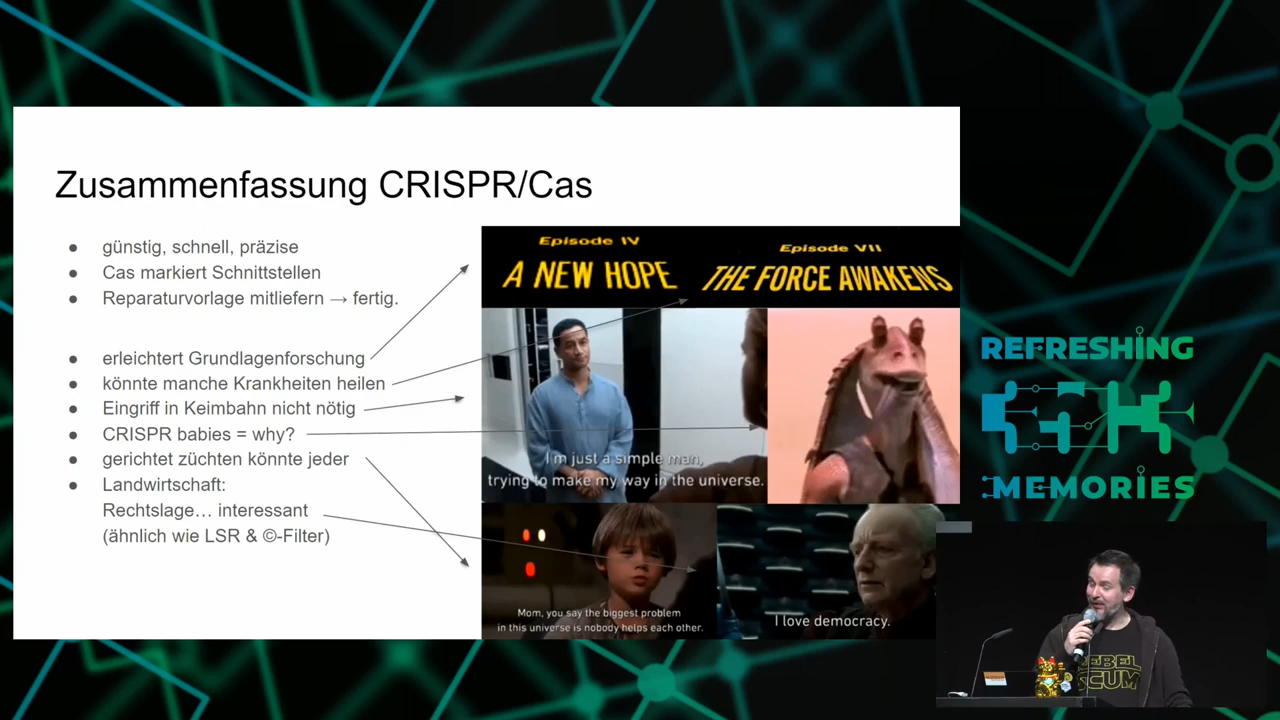 Zusammenfassung CRISPR/Cas
● günstig, schnell, präzise
● Cas markiert Schnittstellen
● Reparaturvorlage mitliefern → fertig.
● erleichtert Grundlagenforschung
● könnte manche Krankheiten heilen
● Eingriff in Keimbahn nicht nötig
● CRISPR babies = why?
● gerichtet züchten könnte jeder
● Landwirtschaft:
Rechtslage… interessant
(ähnlich wie LSR & ©-Filter)
Episode IV
A NEW HOPE
Episode VII
THE FORCE AWAKENS
I'm just a simple man,
trying to make my way in the universe.
Mom, you say the biggest problem
in this universe is nobody helps each other.
I love democracy.
REFRESHING
35C3
MEMORIES
REBEL
SCUM